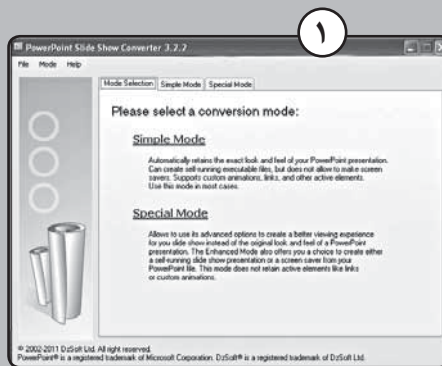 ١
PowerPoint Slide Show Converter 3.2.2
File Mode Help
Mode Selection Simple Mode Special Mode
Please select a conversion mode:
Simple Mode
Automatically retains the exact look and feel of your PowerPoint presentation.
Can create self-running executable files, but does not allow to make screen
savers. Supports custom animations, links, and other active elements.
Use this mode in most cases.
Special Mode
Allows to use its advanced options to create a better viewing experience
for you slide show instead of the original look and feel of a PowerPoint
presentation. The Enhanced Mode also offers you a choice to create either
a self-running slide show presentation or a screen saver from your
PowerPoint file. This mode does not retain active elements like links
or custom animations.
© 2002-2011 DzSoft Ltd. All right reserved.
PowerPoint® is a registered trademark of Microsoft Corporation. DzSoft® is a registered trademark of DzSoft Ltd.